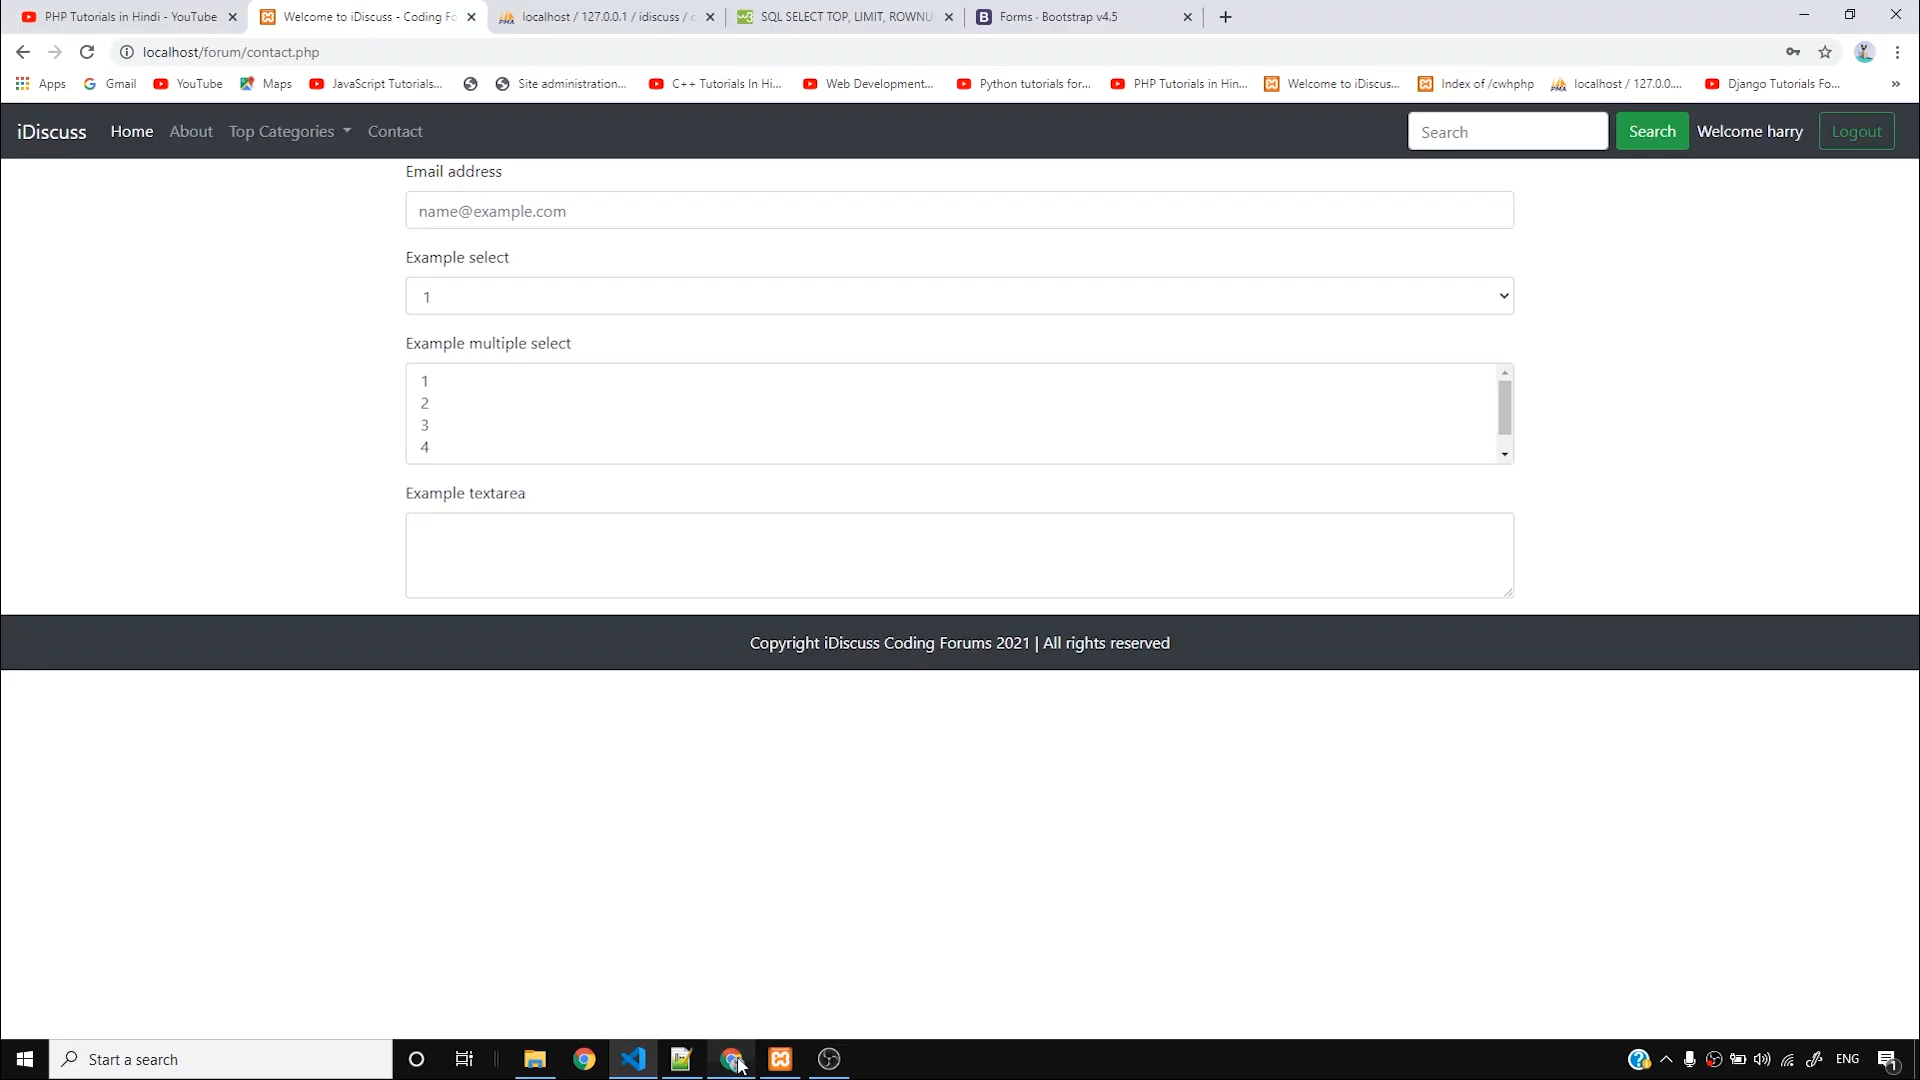 PHP Tutorials in Hindi - YouTube
Welcome to iDiscuss - Coding Fo
localhost / 127.0.0.1 / idiscuss / c
SQL SELECT TOP, LIMIT, ROWNU
Forms · Bootstrap v4.5
localhost/forum/contact.php
Apps
Gmail
YouTube
Maps
JavaScript Tutorials...
Site administration...
C++ Tutorials In Hi...
Web Development...
Python tutorials for...
PHP Tutorials in Hin...
Welcome to iDiscus...
Index of /cwhphp
localhost / 127.0.0....
Django Tutorials Fo...
»
iDiscuss
Home
About
Top Categories
Contact
Search
Search
Welcome harry
Logout
Email address
name@example.com
Example select
1
Example multiple select
1
2
3
4
Example textarea
Copyright iDiscuss Coding Forums 2021 | All rights reserved
Start a search
ENG
1